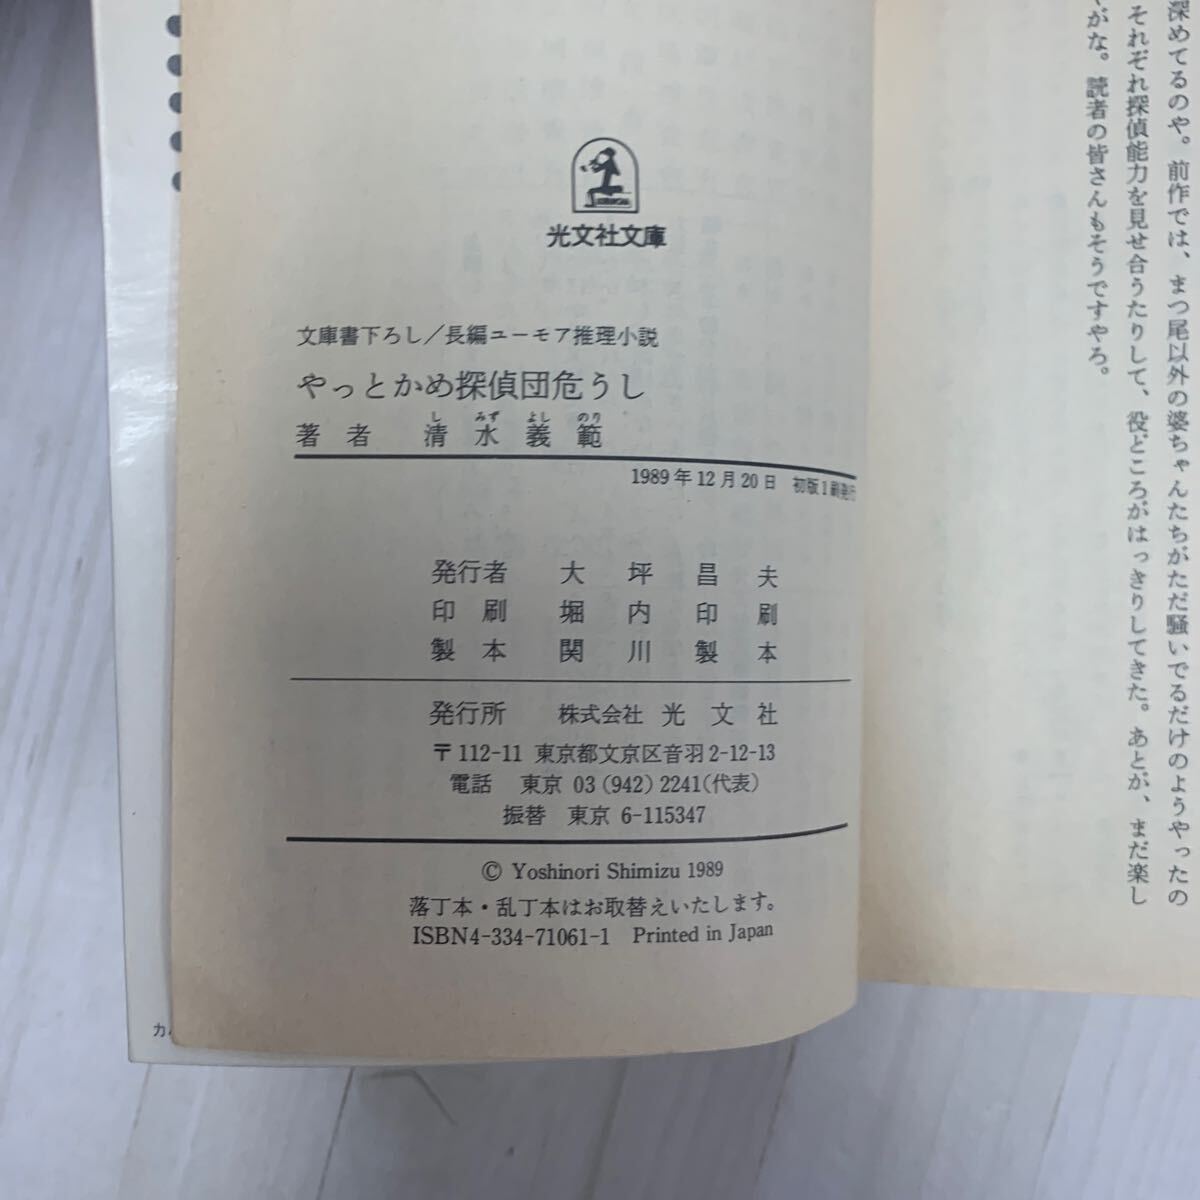 深めてるのや。前作では、まつ尾以外の婆ちゃんたちがただ騒いでるだけのようやったの
それぞれ探偵能力を見せ合うたりして、役どころがはっきりしてきた。あとが、まだ楽し
がな。読者の皆さんもそうですやろ。
光文社文庫
文庫書下ろし/長編ユーモア推理小説
やっとかめ探偵団危うし
著者 清水義範
し みず よし のり
1989年12月20日 初版1刷発行
発行者 大坪昌夫
印刷 堀内印刷
製本 関川製本
発行所 株式会社 光文社
〒112-11 東京都文京区音羽2-12-13
電話 東京 03(942)2241(代表)
振替 東京 6-115347
© Yoshinori Shimizu 1989
落丁本・乱丁本はお取替えいたします。
ISBN4-334-71061-1 Printed in Japan